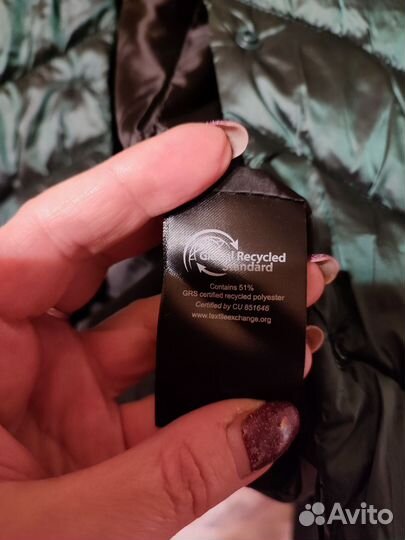 Global Recycled
Standard
Contains 51%
GRS certified recycled polyester
Certified by CU 851646
www.textileexchange.org
Avito